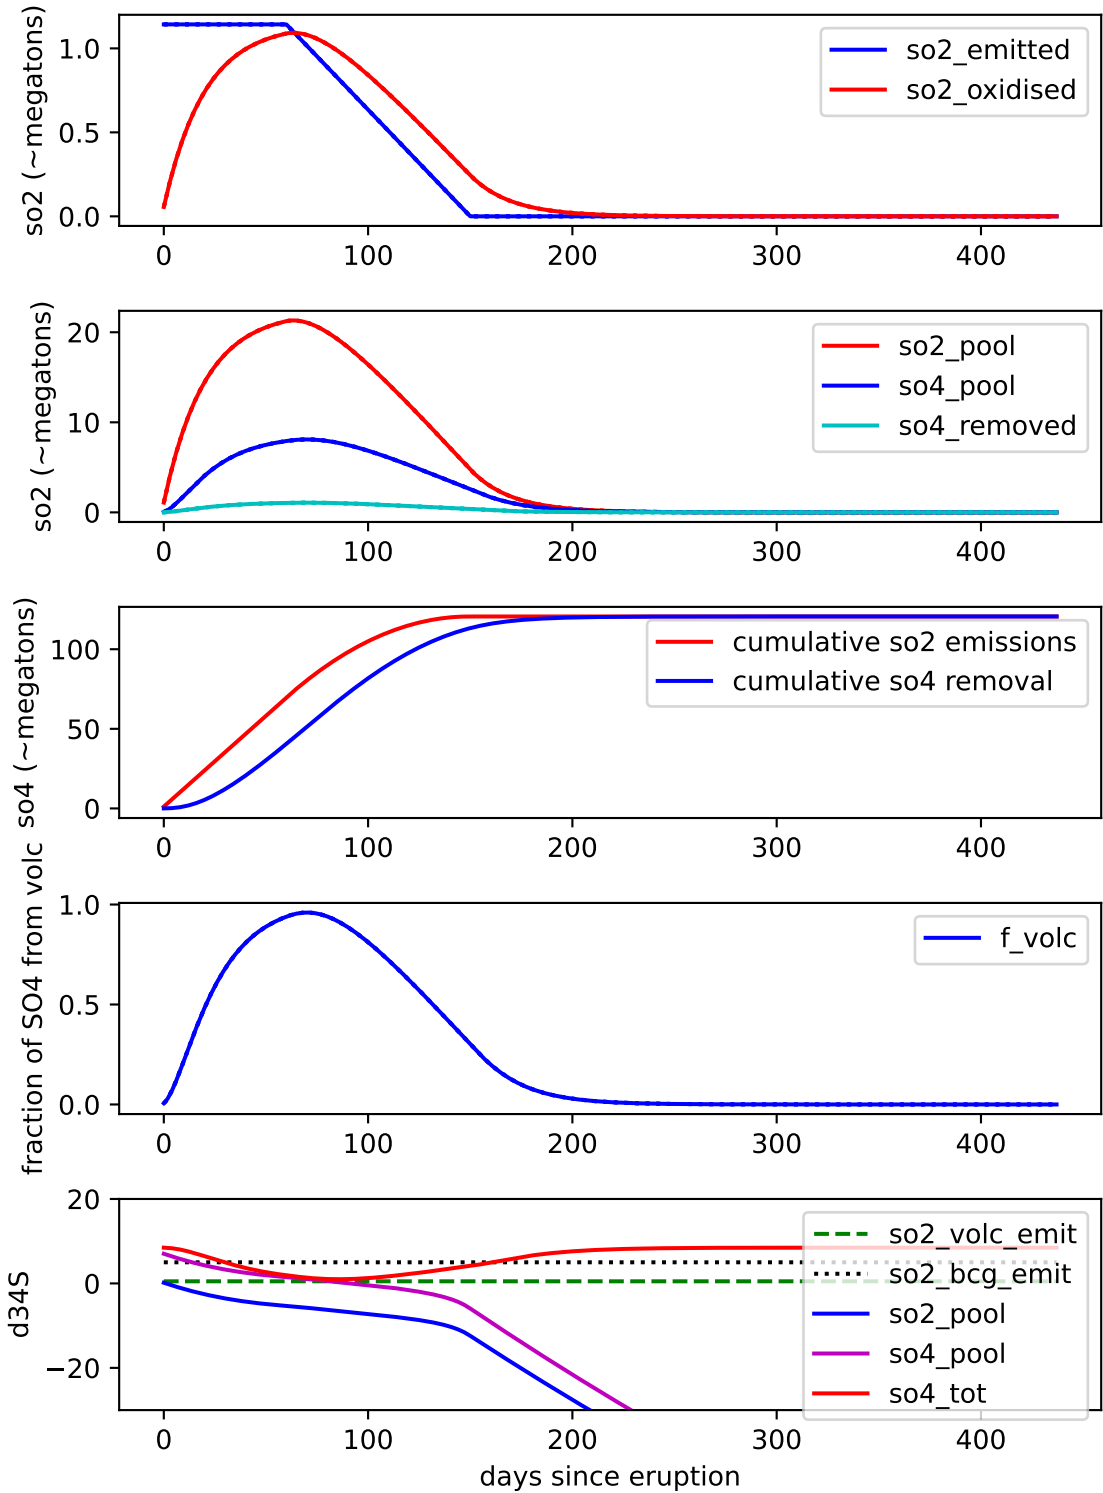 so2 (~megatons)
1.0
0.5
0.0
so2_emitted
so2_oxidised
0 100 200 300 400
so2 (~megatons)
20
10
0
so2_pool
so4_pool
so4_removed
0 100 200 300 400
so4 (~megatons)
100
50
0
cumulative so2 emissions
cumulative so4 removal
0 100 200 300 400
fraction of SO4 from volc
1.0
0.5
0.0
f_volc
0 100 200 300 400
d34S
20
0
−20
so2_volc_emit
so2_bcg_emit
so2_pool
so4_pool
so4_tot
0 100 200 300 400
days since eruption